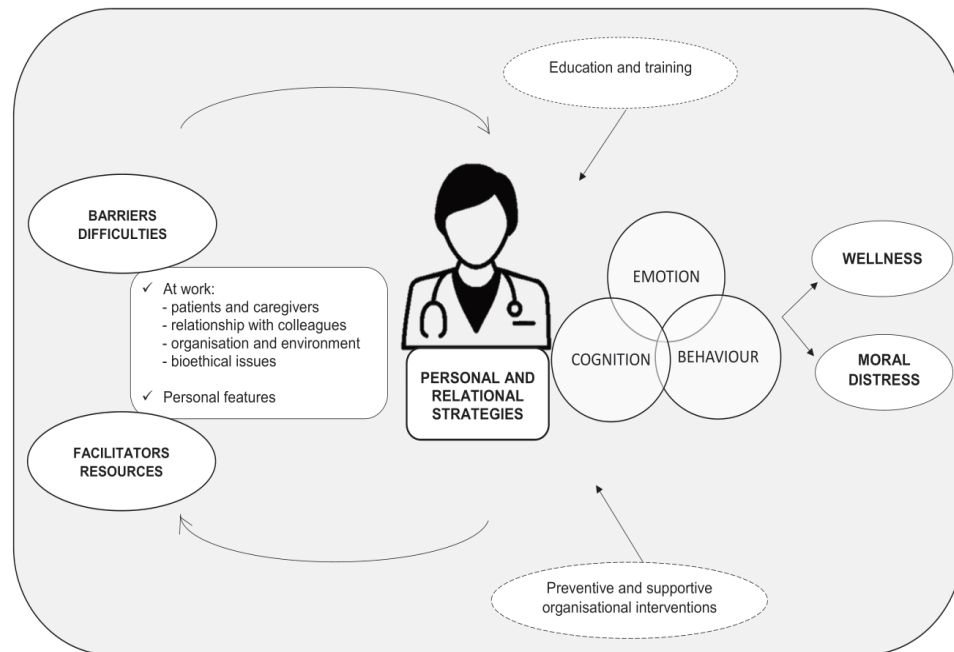 Education and training
BARRIERS
DIFFICULTIES
✓ At work:
- patients and caregivers
- relationship with colleagues
- organisation and environment
- bioethical issues
✓ Personal features
FACILITATORS
RESOURCES
PERSONAL AND
RELATIONAL
STRATEGIES
EMOTION
COGNITION
BEHAVIOUR
WELLNESS
MORAL
DISTRESS
Preventive and supportive
organisational interventions